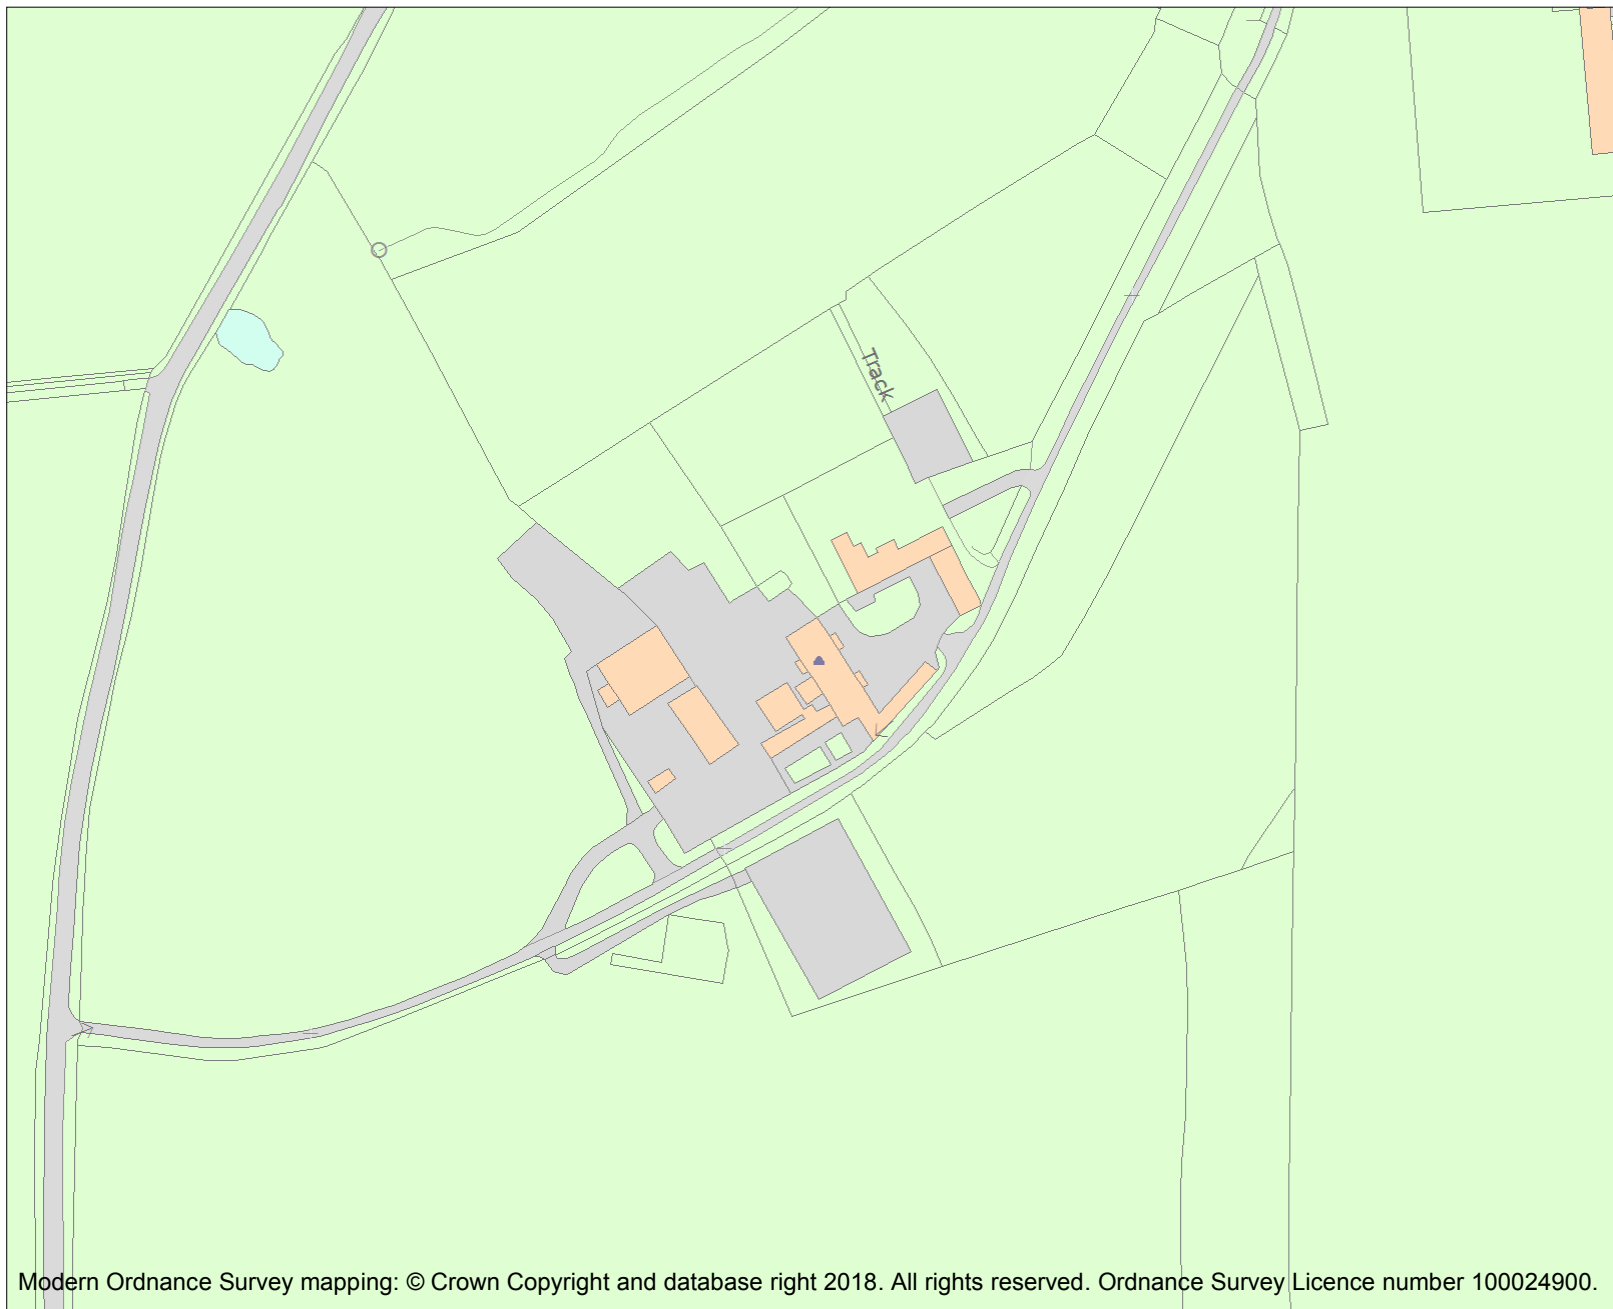 Track
Modern Ordnance Survey mapping: © Crown Copyright and database right 2018. All rights reserved. Ordnance Survey Licence number 100024900.